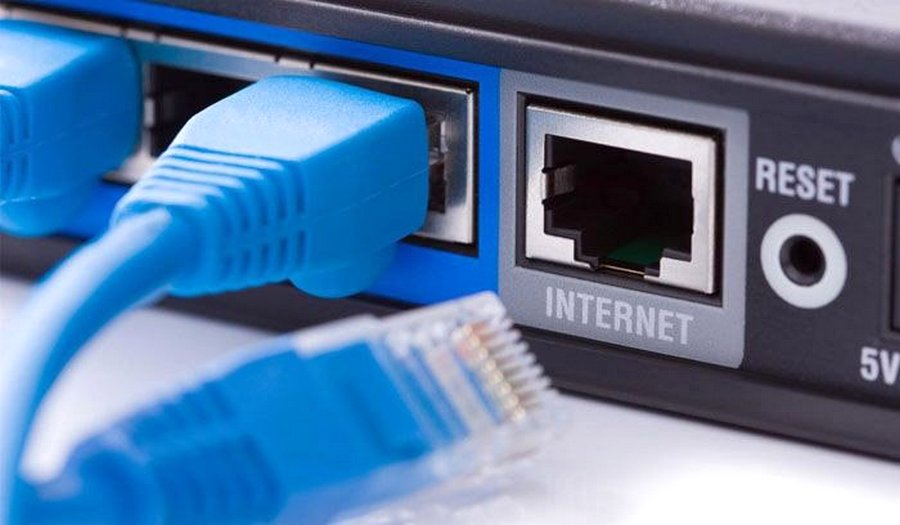 RESET
INTERNET
5V